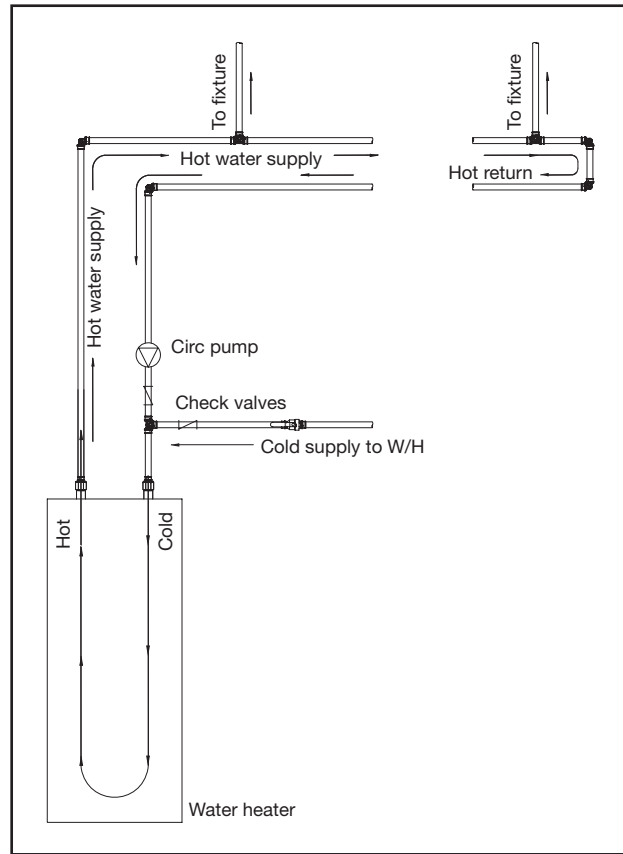 To fixture
To fixture
Hot water supply
Hot return
Hot water supply
Circ pump
Check valves
Cold supply to W/H
Hot
Cold
Water heater